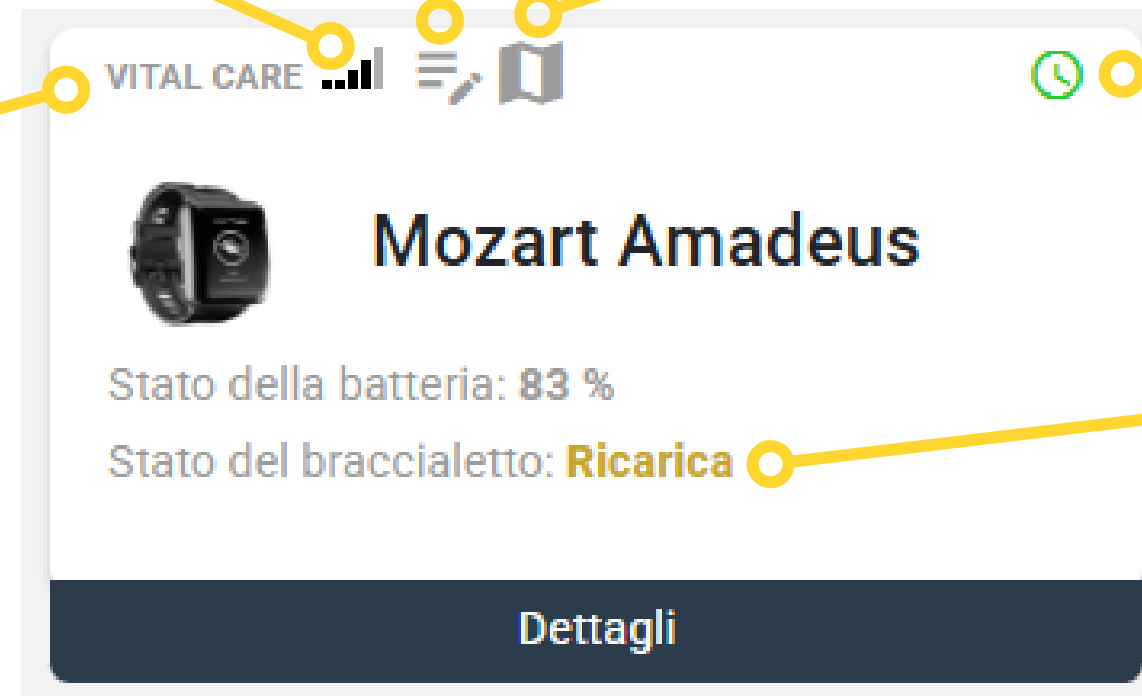 VITAL CARE
Mozart Amadeus
Stato della batteria: 83 %
Stato del braccialetto: Ricarica
Dettagli